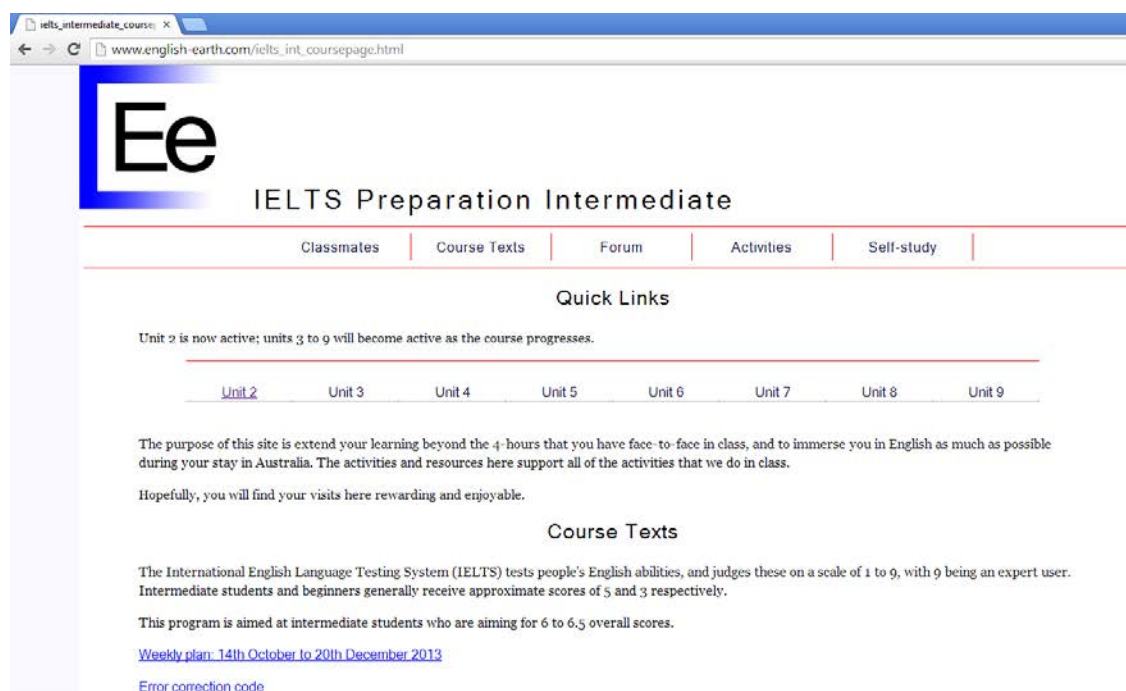 ielts_intermediate_course
www.english-earth.com/ielts_int_coursepage.html
Ee
IELTS Preparation Intermediate
Classmates Course Texts Forum Activities Self-study
Quick Links
Unit 2 is now active; units 3 to 9 will become active as the course progresses.
Unit 2 Unit 3 Unit 4 Unit 5 Unit 6 Unit 7 Unit 8 Unit 9
The purpose of this site is extend your learning beyond the 4-hours that you have face-to-face in class, and to immerse you in English as much as possible
during your stay in Australia. The activities and resources here support all of the activities that we do in class.
Hopefully, you will find your visits here rewarding and enjoyable.
Course Texts
The International English Language Testing System (IELTS) tests people's English abilities, and judges these on a scale of 1 to 9, with 9 being an expert user.
Intermediate students and beginners generally receive approximate scores of 5 and 3 respectively.
This program is aimed at intermediate students who are aiming for 6 to 6.5 overall scores.
Weekly plan: 14th October to 20th December 2013
Error correction code